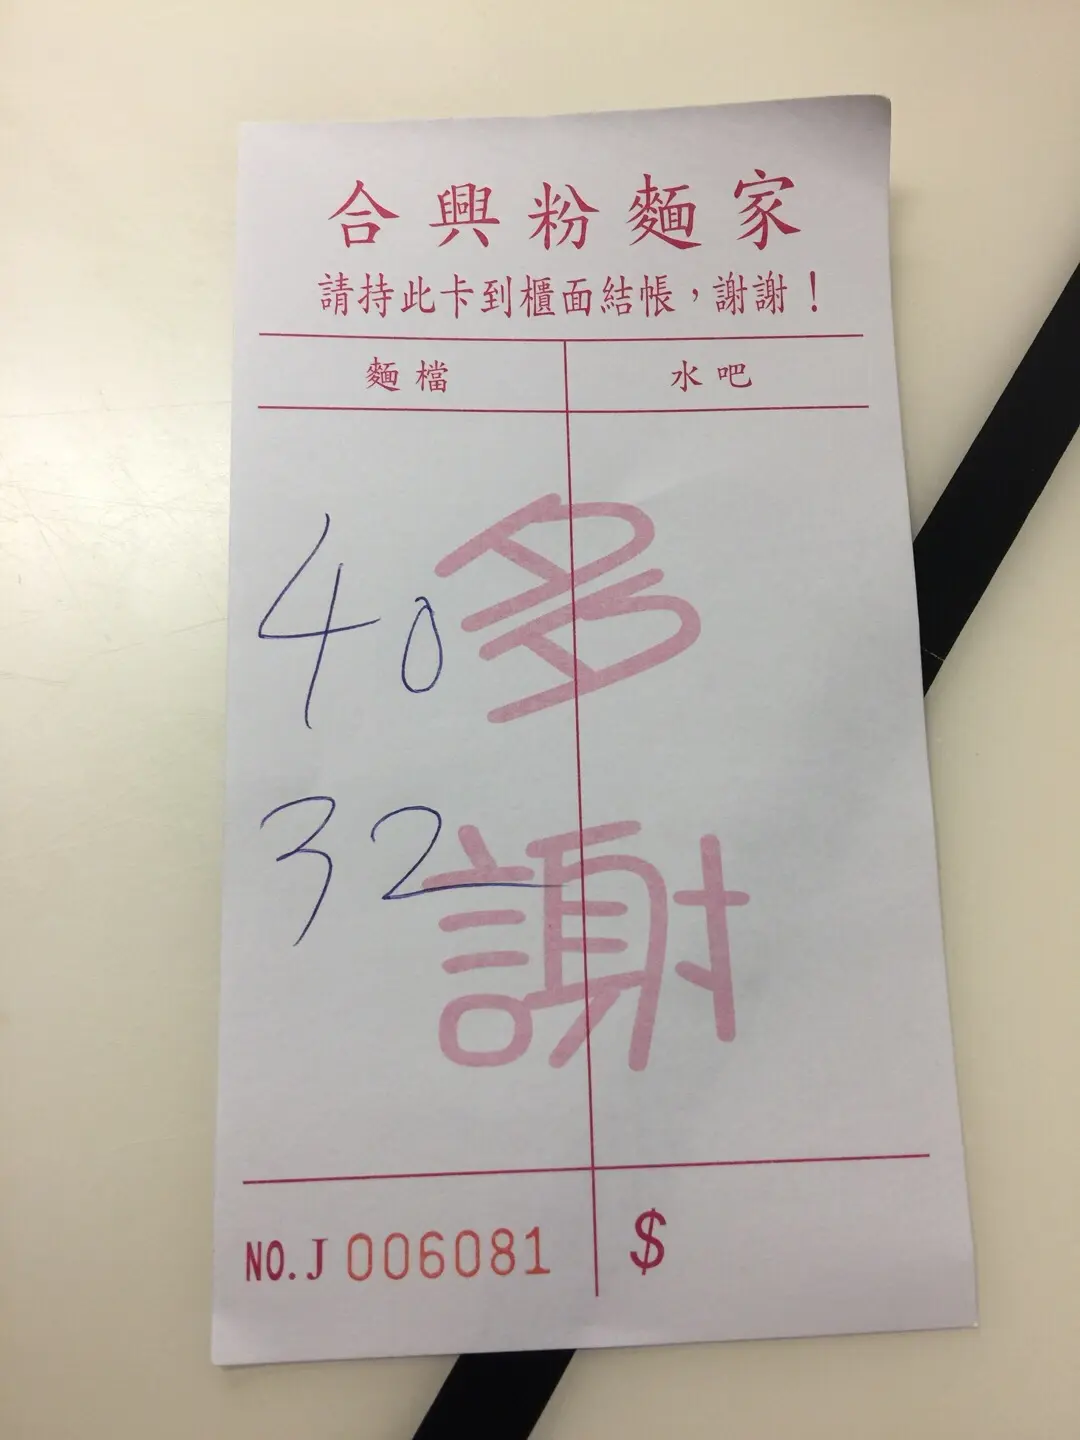 合興粉麵家
請持此卡到櫃面結帳，謝謝！
麵檔 水吧
40
32
多
謝
NO.J 006081 $